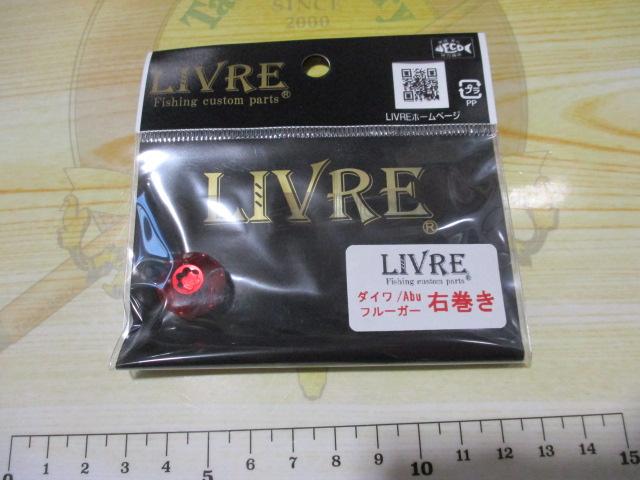 SINCE
2000
LIVRE
Fishing custom parts®
FCD
PP
LIVREホームページ
LIVRE®
LIVRE
Fishing custom parts®
ダイワ/Abu
フルーガー 右巻き
0 1 2 3 4 5 6 7 8 9 10 11 12 13 14 15